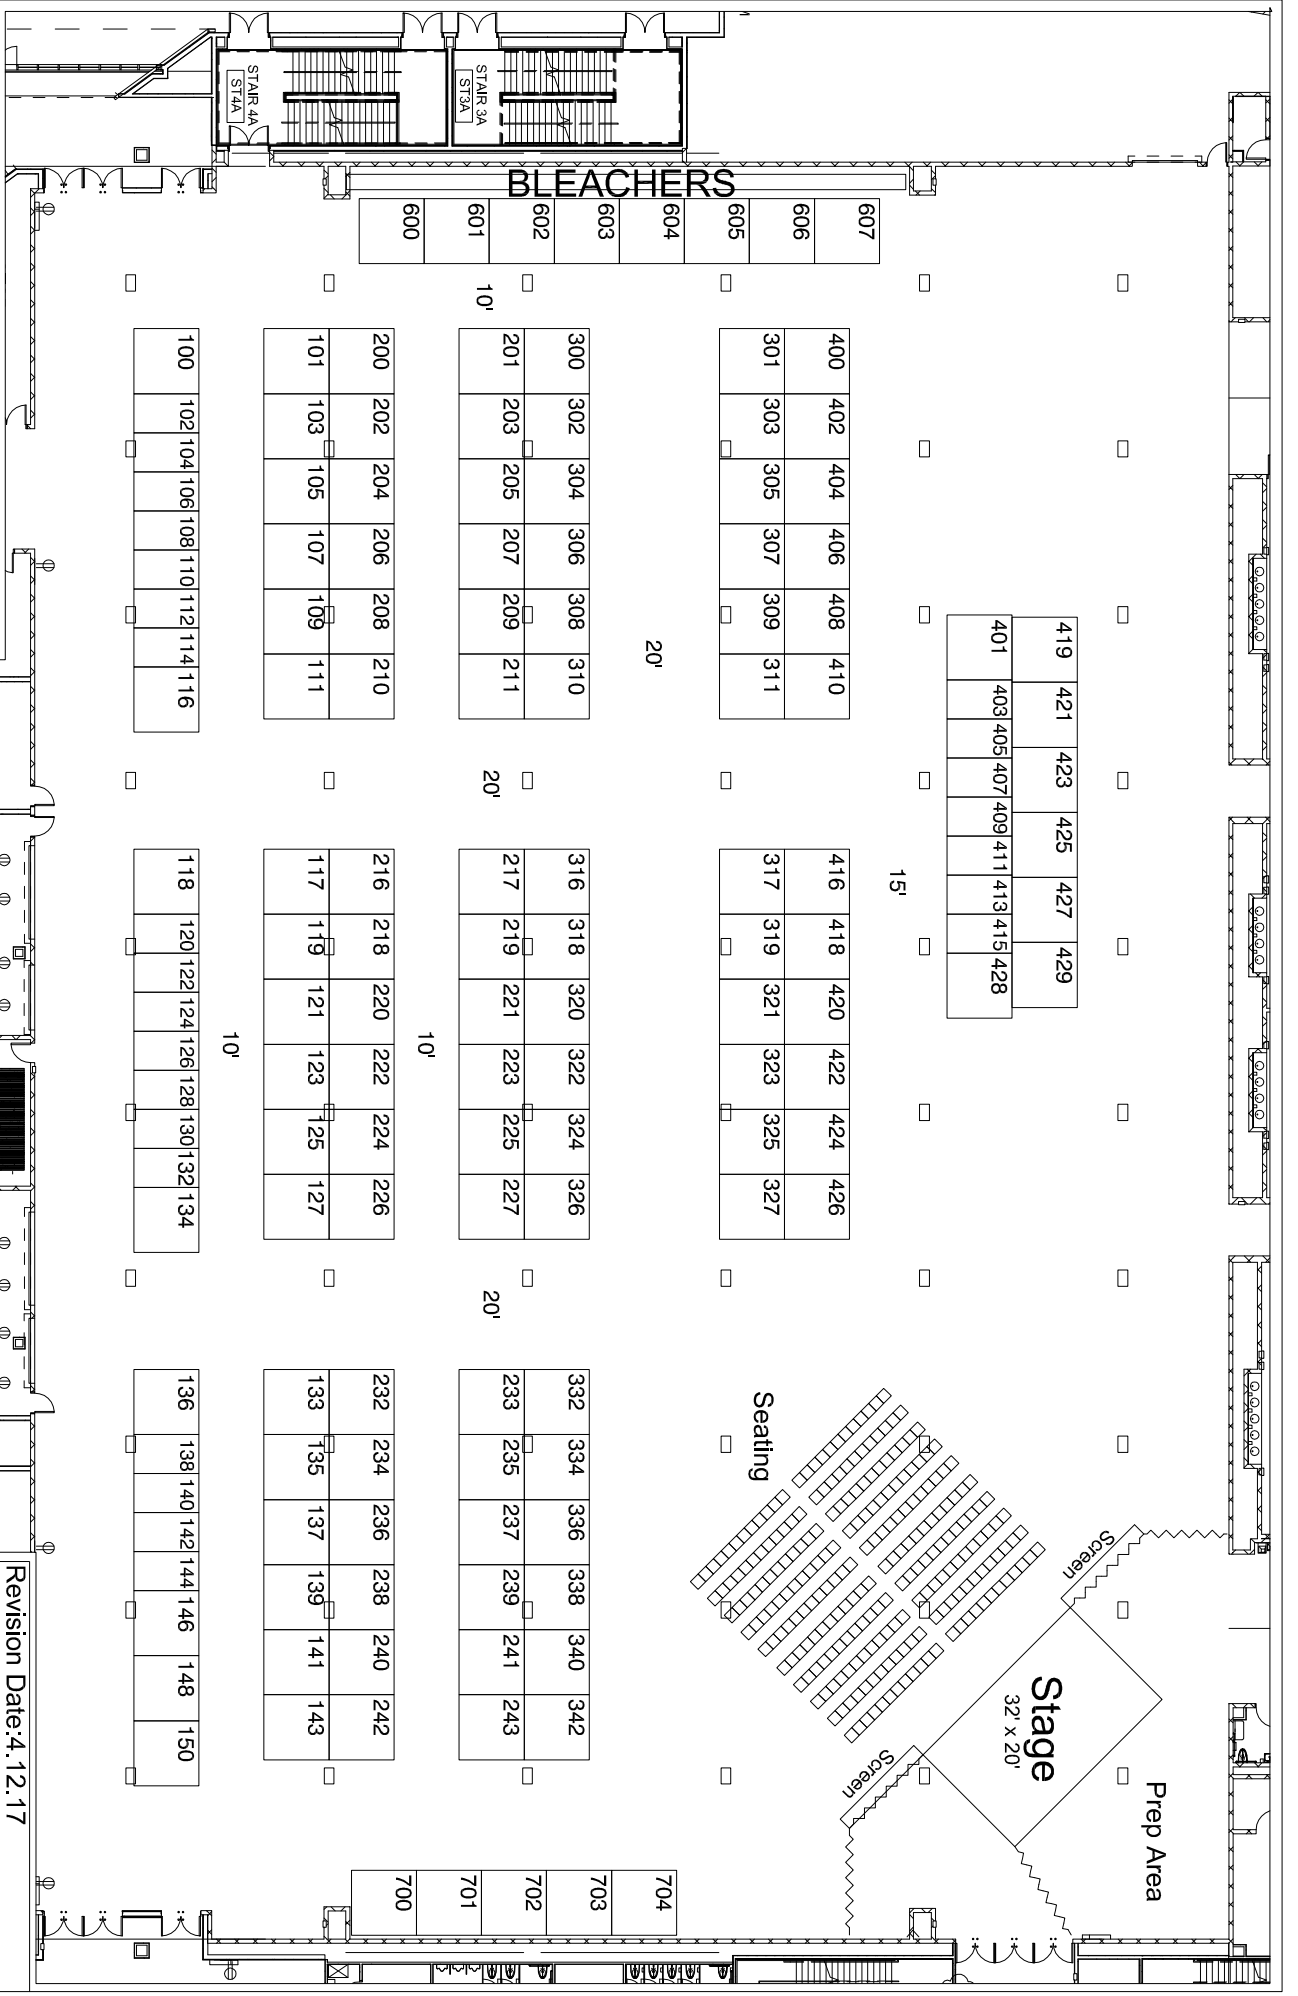 STAIR 4A
ST4A
STAIR 3A
ST3A
BLEACHERS
600 601 602 603 604 605 606 607
10'
100 102 104 106 108 110 112 114 116
101 103 105 107 109 111
200 202 204 206 208 210
201 203 205 207 209 211
300 302 304 306 308 310
20'
301 303 305 307 309 311
400 402 404 406 408 410
401 403 405 407 409 411 413 415 428
419 421 423 425 427 429
20'
15'
118 120 122 124 126 128 130 132 134
10'
117 119 121 123 125 127
216 218 220 222 224 226
10'
217 219 221 223 225 227
316 318 320 322 324 326
317 319 321 323 325 327
416 418 420 422 424 426
20'
136 138 140 142 144 146 148 150
133 135 137 139 141 143
232 234 236 238 240 242
233 235 237 239 241 243
332 334 336 338 340 342
Seating
Screen
Stage
32' x 20'
Screen
Prep Area
700 701 702 703 704
Revision Date:4.12.17